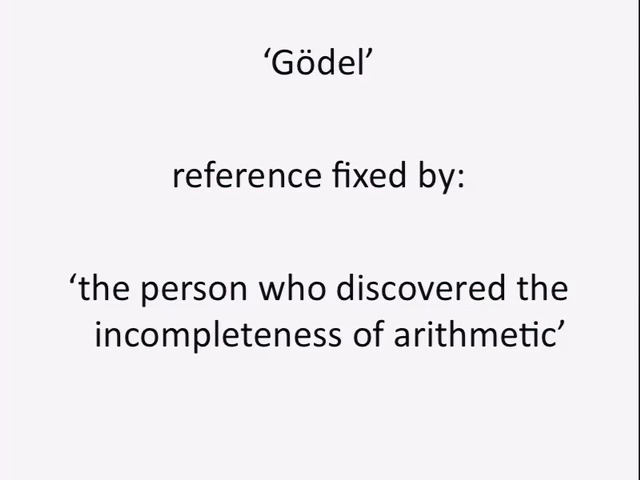 ‘Gödel’
reference fixed by:
‘the person who discovered the
incompleteness of arithmetic’